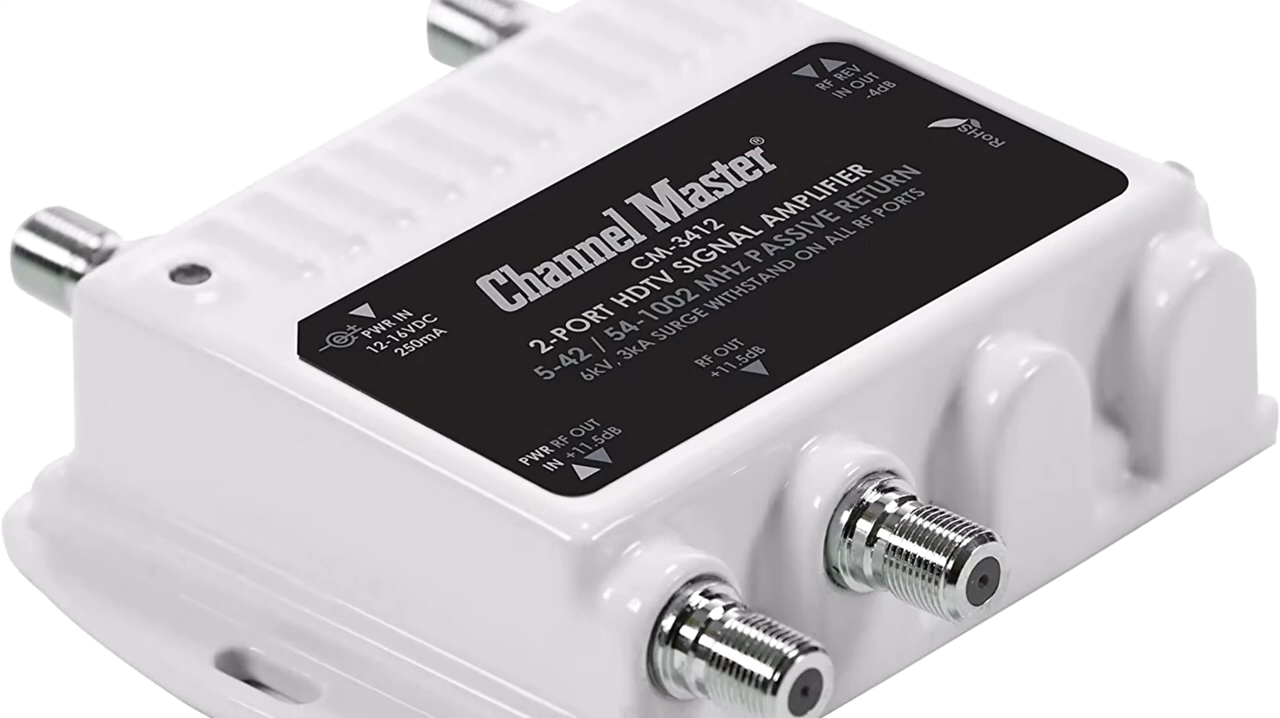 RF REV
IN OUT
-4dB
RoHS
Channel Master®
CM-3412
2-PORT HDTV SIGNAL AMPLIFIER
5-42 / 54-1002 MHz PASSIVE RETURN
6kV, 3kA SURGE WITHSTAND ON ALL RF PORTS
PWR IN
12-16VDC
250mA
RF OUT
+11.5dB
PWR RF OUT
IN +11.5dB